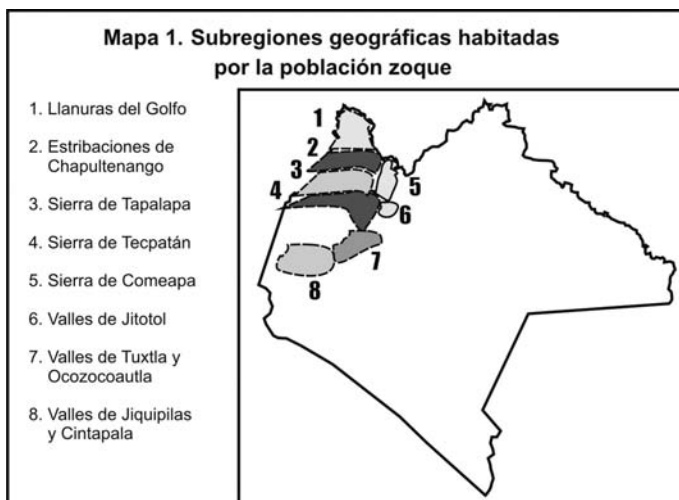 Mapa 1. Subregiones geográficas habitadas
por la población zoque
1. Llanuras del Golfo
2. Estribaciones de
Chapultenango
3. Sierra de Tapalapa
4. Sierra de Tecpatán
5. Sierra de Comeapa
6. Valles de Jitotol
7. Valles de Tuxtla y
Ocozocoautla
8. Valles de Jiquipilas
y Cintapala
1
2
3
4
5
6
7
8